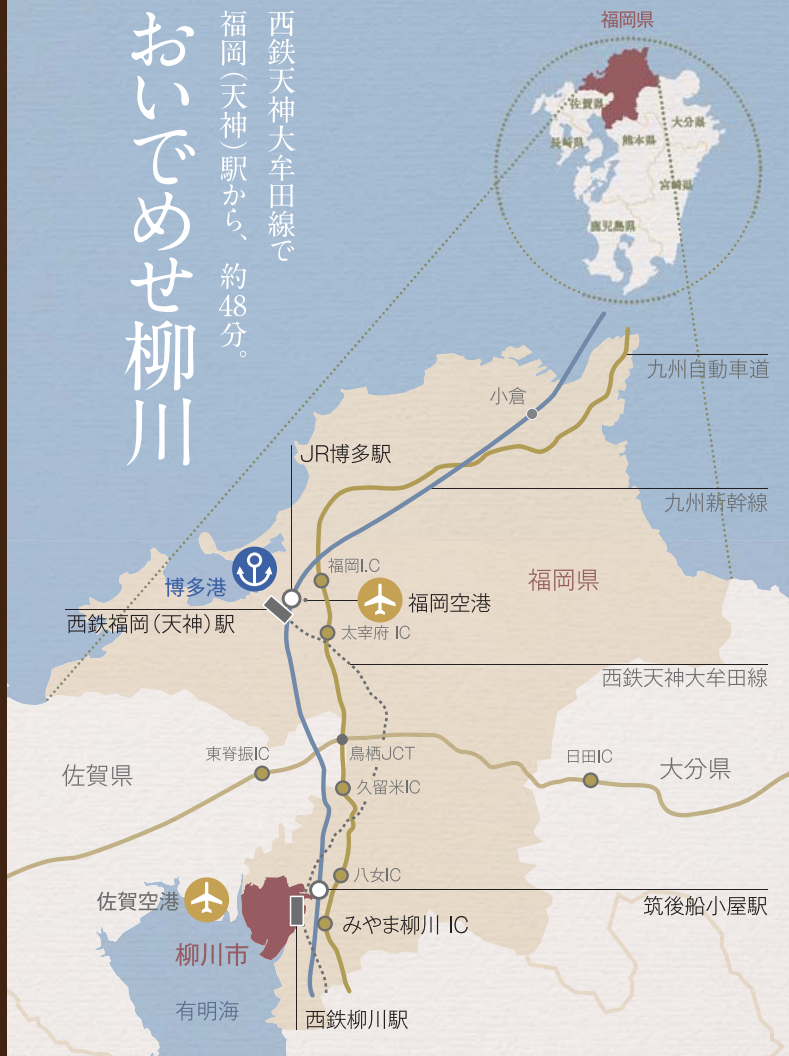 西鉄天神大牟田線で
福岡（天神）駅から、約48分。
おいでめせ柳川
福岡県
佐賀県
大分県
長崎県
熊本県
宮崎県
鹿児島県
九州自動車道
小倉
JR博多駅
九州新幹線
福岡I.C
博多港
福岡県
福岡空港
西鉄福岡（天神）駅
太宰府 IC
西鉄天神大牟田線
東脊振IC
鳥栖JCT
日田IC
佐賀県
大分県
久留米IC
八女IC
佐賀空港
筑後船小屋駅
みやま柳川 IC
柳川市
有明海
西鉄柳川駅